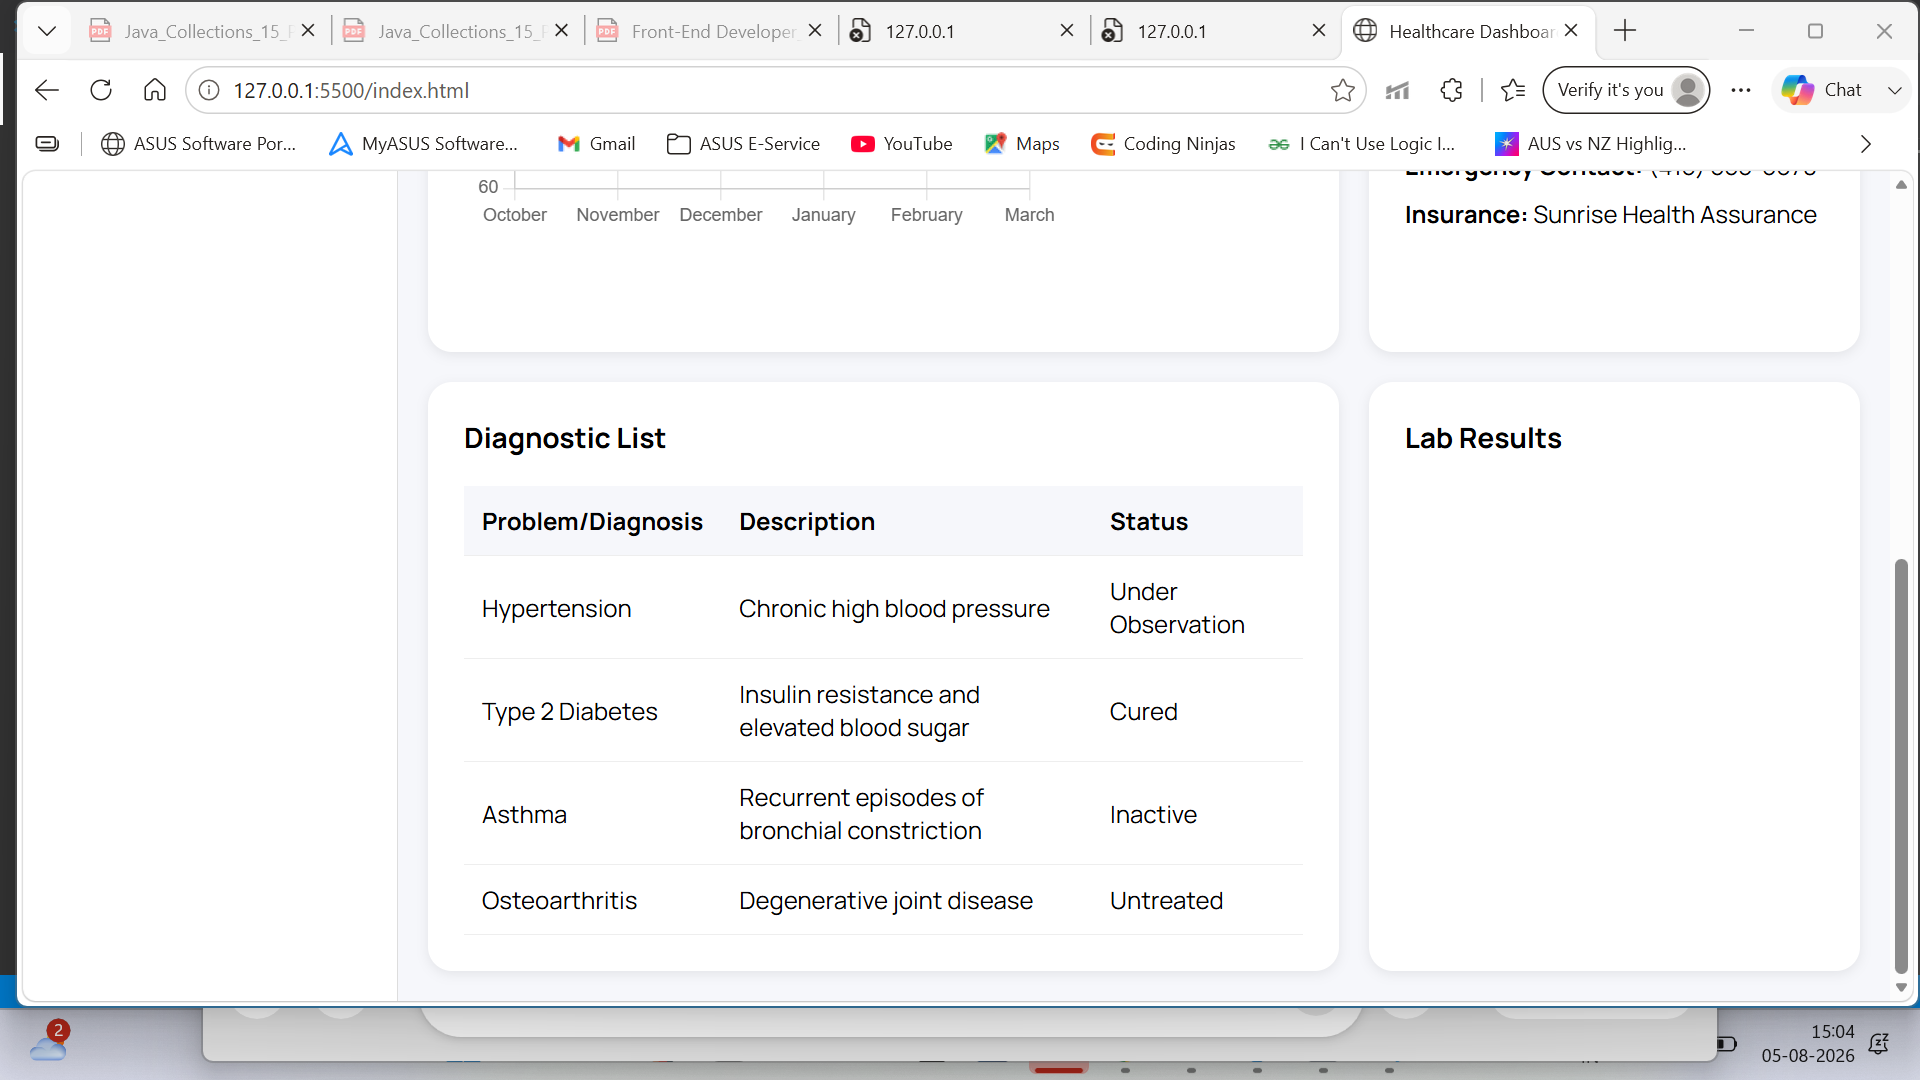 Java_Collections_15_
Java_Collections_15_
Front-End Developer
127.0.0.1
127.0.0.1
Healthcare Dashboar
127.0.0.1:5500/index.html
Verify it's you
Chat
ASUS Software Por...
MyASUS Software...
Gmail
ASUS E-Service
YouTube
Maps
Coding Ninjas
I Can't Use Logic I...
AUS vs NZ Highlig...
60
October
November
December
January
February
March
Emergency Contact:
Insurance: Sunrise Health Assurance
Diagnostic List
Problem/Diagnosis
Description
Status
Hypertension
Chronic high blood pressure
Under
Observation
Type 2 Diabetes
Insulin resistance and
elevated blood sugar
Cured
Asthma
Recurrent episodes of
bronchial constriction
Inactive
Osteoarthritis
Degenerative joint disease
Untreated
Lab Results
2
15:04
05-08-2026